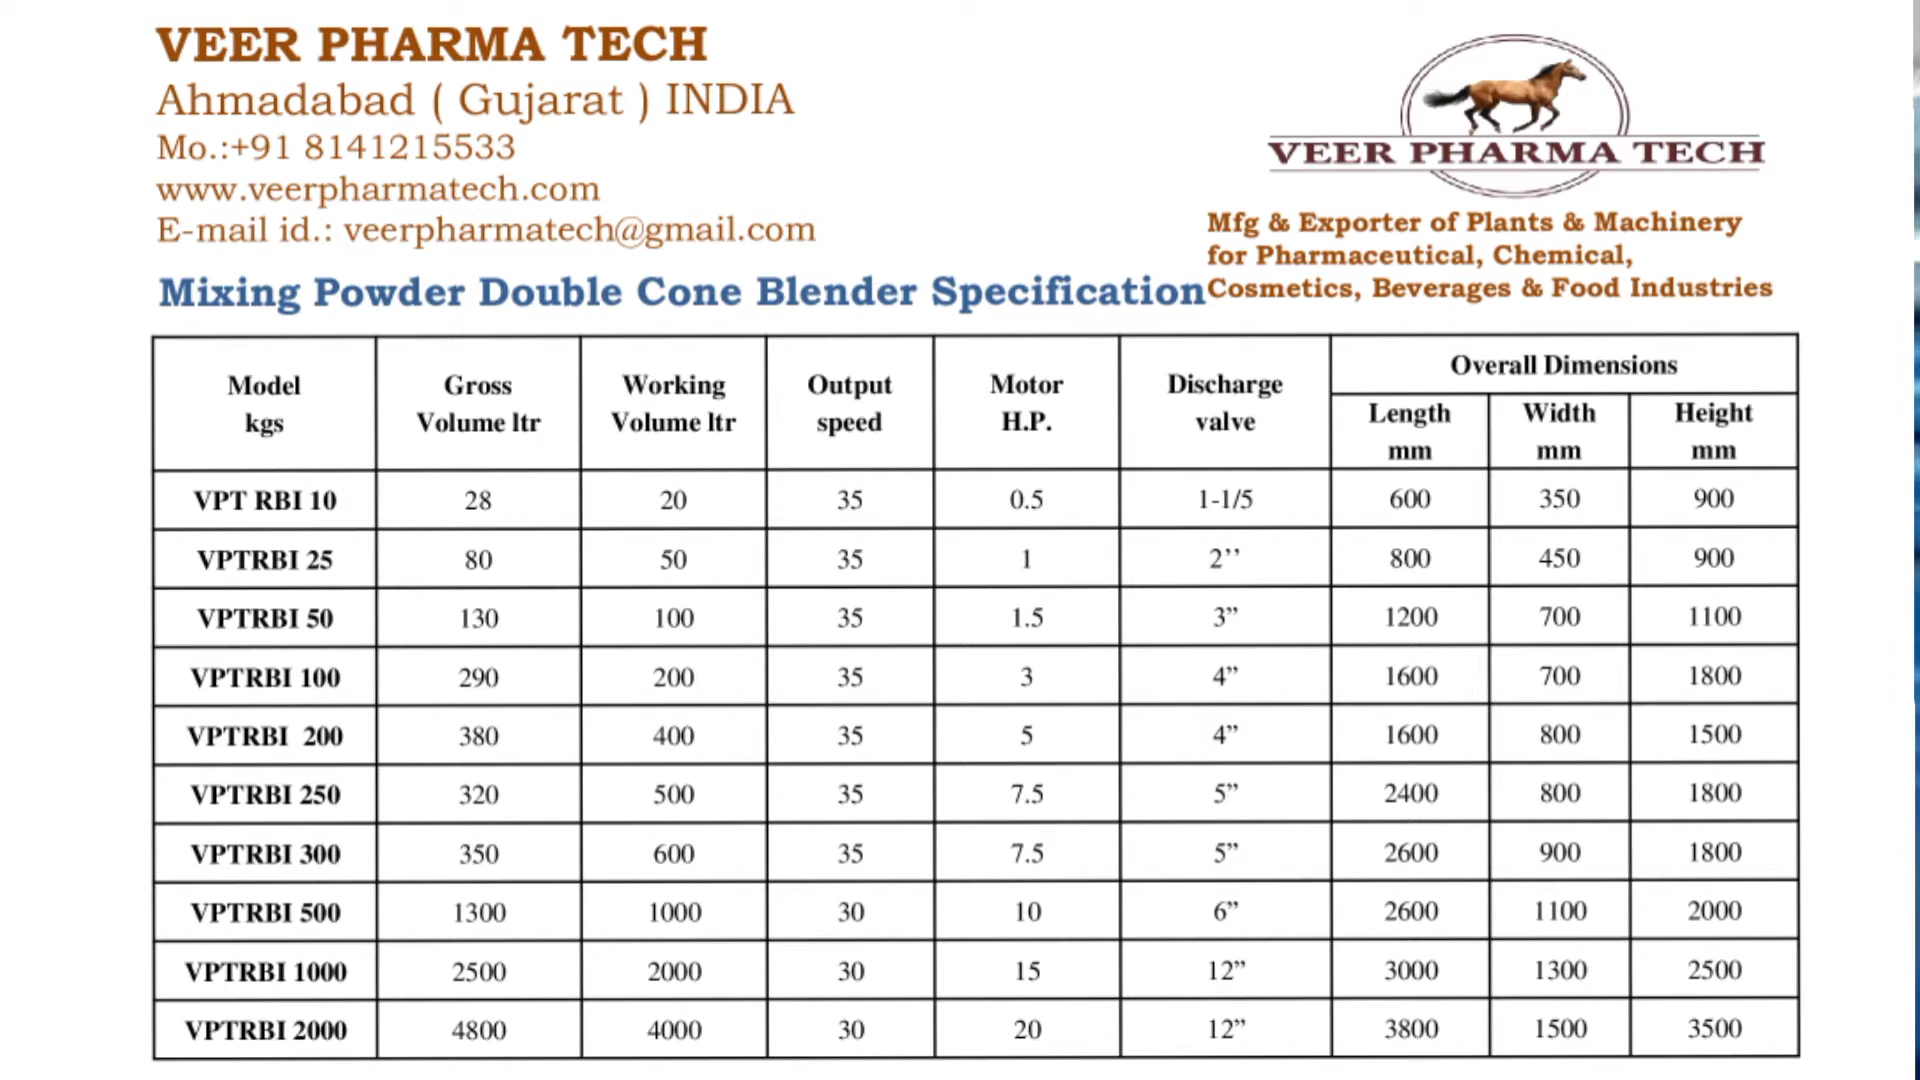 VEER PHARMA TECH
Ahmadabad ( Gujarat ) INDIA
Mo.:+91 8141215533
www.veerpharmatech.com
E-mail id.: veerpharmatech@gmail.com
VEER PHARMA TECH
Mfg & Exporter of Plants & Machinery
for Pharmaceutical, Chemical,
Cosmetics, Beverages & Food Industries
Mixing Powder Double Cone Blender Specification
Model kgs Gross Volume ltr Working Volume ltr Output speed Motor H.P. Discharge valve Overall Dimensions
Length mm Width mm Height mm
VPT RBI 10 28 20 35 0.5 1-1/5 600 350 900
VPTRBI 25 80 50 35 1 2’’ 800 450 900
VPTRBI 50 130 100 35 1.5 3” 1200 700 1100
VPTRBI 100 290 200 35 3 4” 1600 700 1800
VPTRBI 200 380 400 35 5 4” 1600 800 1500
VPTRBI 250 320 500 35 7.5 5” 2400 800 1800
VPTRBI 300 350 600 35 7.5 5” 2600 900 1800
VPTRBI 500 1300 1000 30 10 6” 2600 1100 2000
VPTRBI 1000 2500 2000 30 15 12” 3000 1300 2500
VPTRBI 2000 4800 4000 30 20 12” 3800 1500 3500